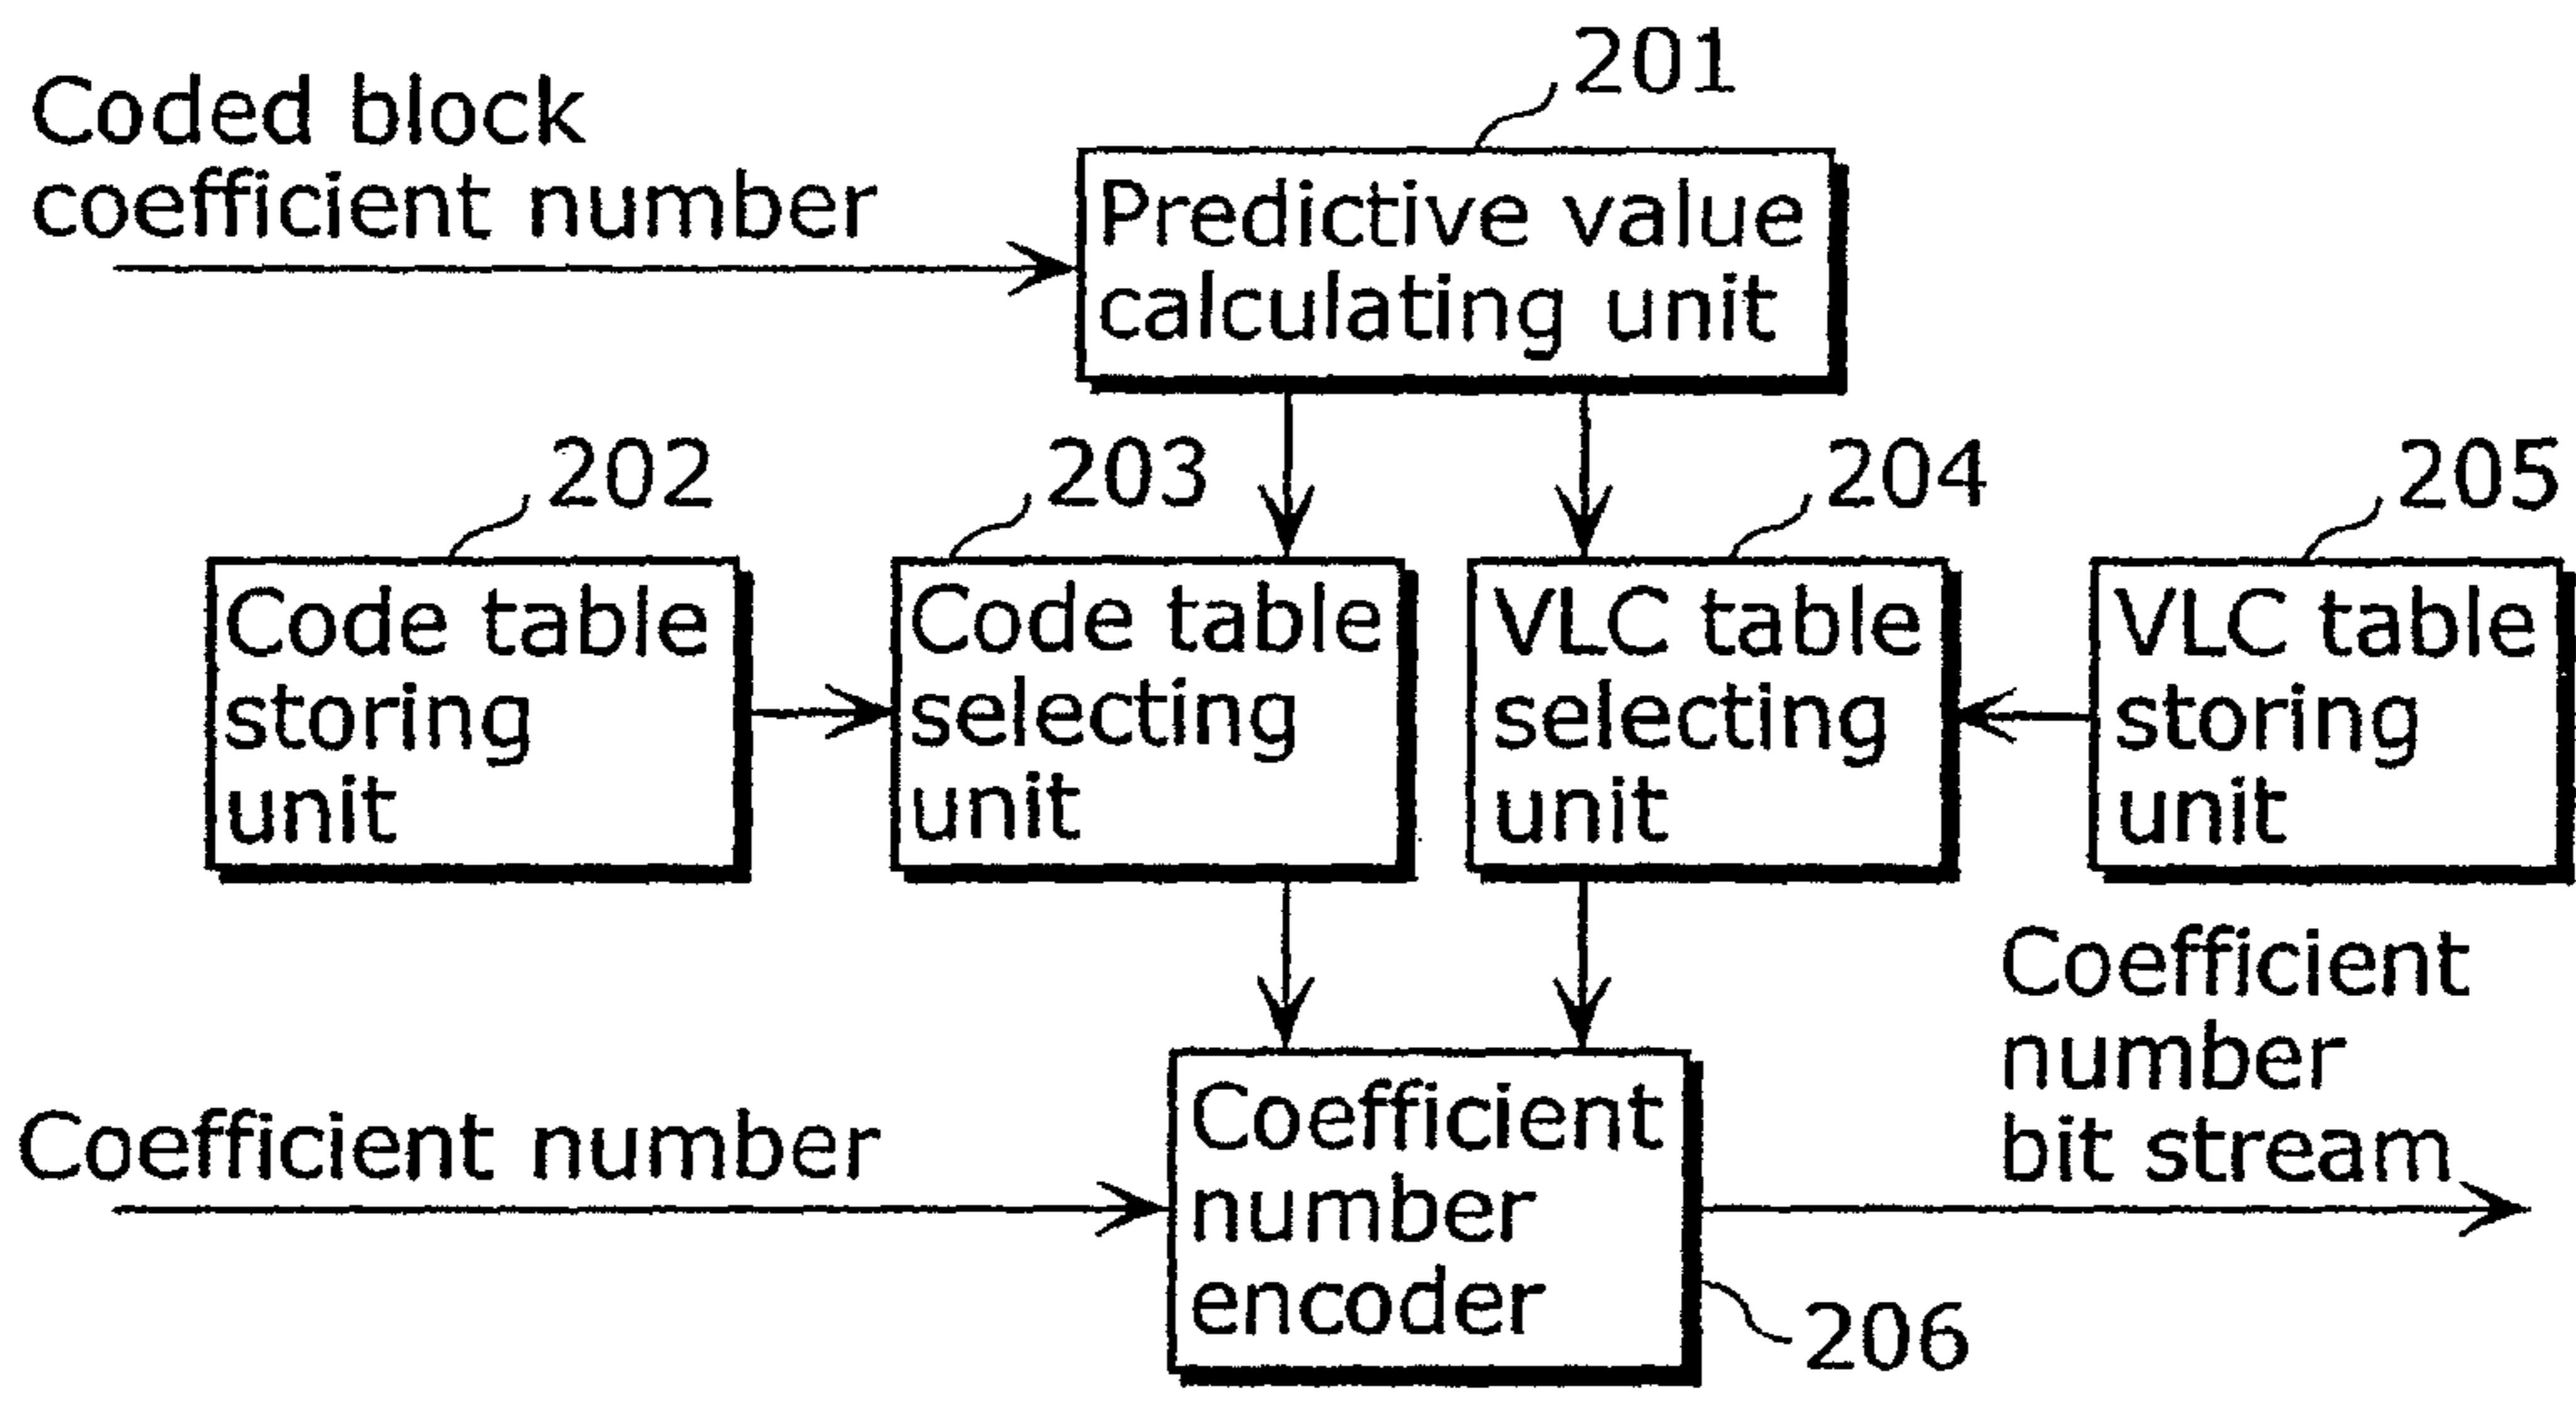 201
Coded block
coefficient number
Predictive value
calculating unit
202
203
204
205
Code table
storing
unit
Code table
selecting
unit
VLC table
selecting
unit
VLC table
storing
unit
Coefficient
number
bit stream
Coefficient number
Coefficient
number
encoder
206